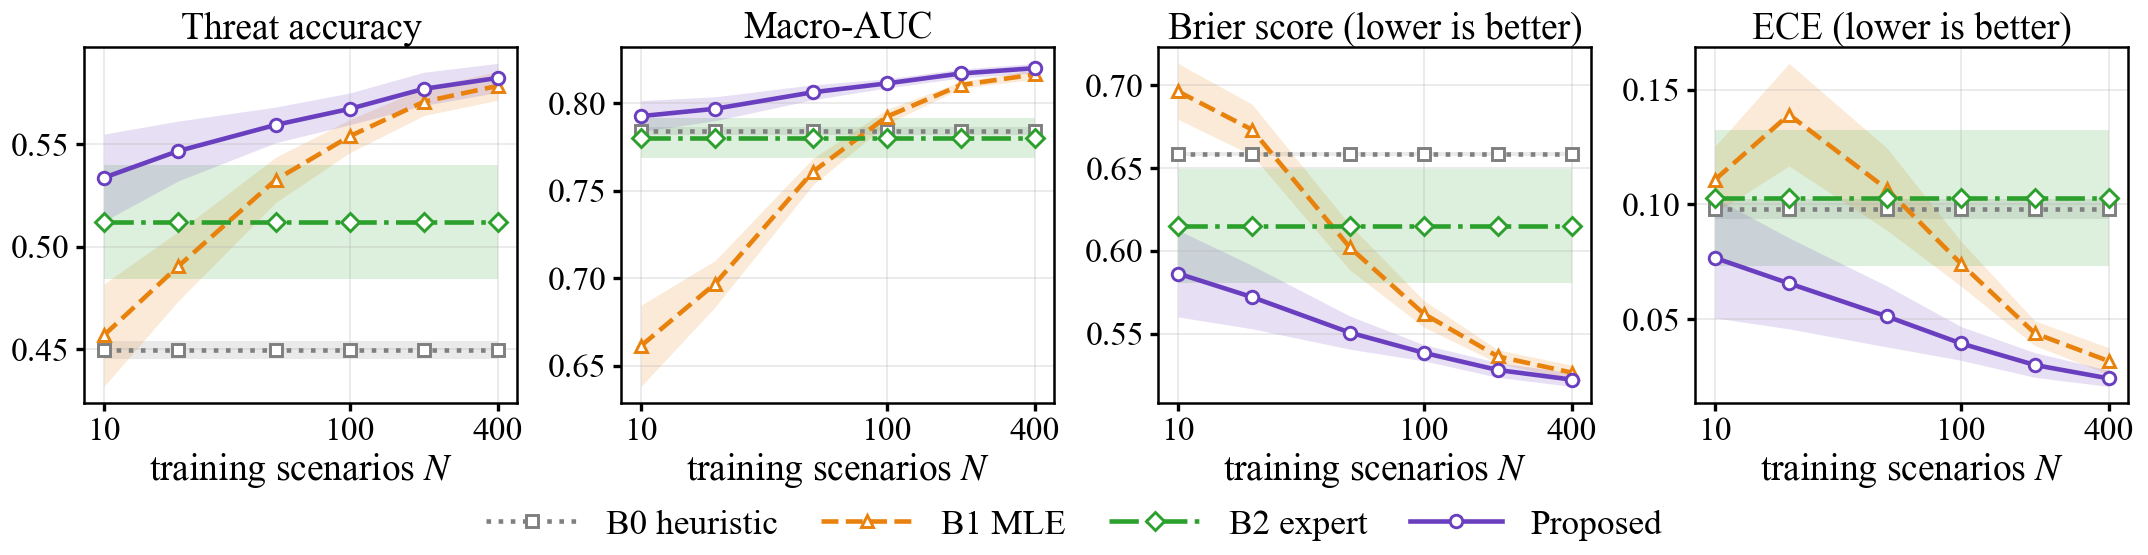 Threat accuracy
0.55
0.50
0.45
10
100
400
training scenarios N
Macro-AUC
0.80
0.75
0.70
0.65
10
100
400
training scenarios N
Brier score (lower is better)
0.70
0.65
0.60
0.55
10
100
400
training scenarios N
ECE (lower is better)
0.15
0.10
0.05
10
100
400
training scenarios N
B0 heuristic
B1 MLE
B2 expert
Proposed